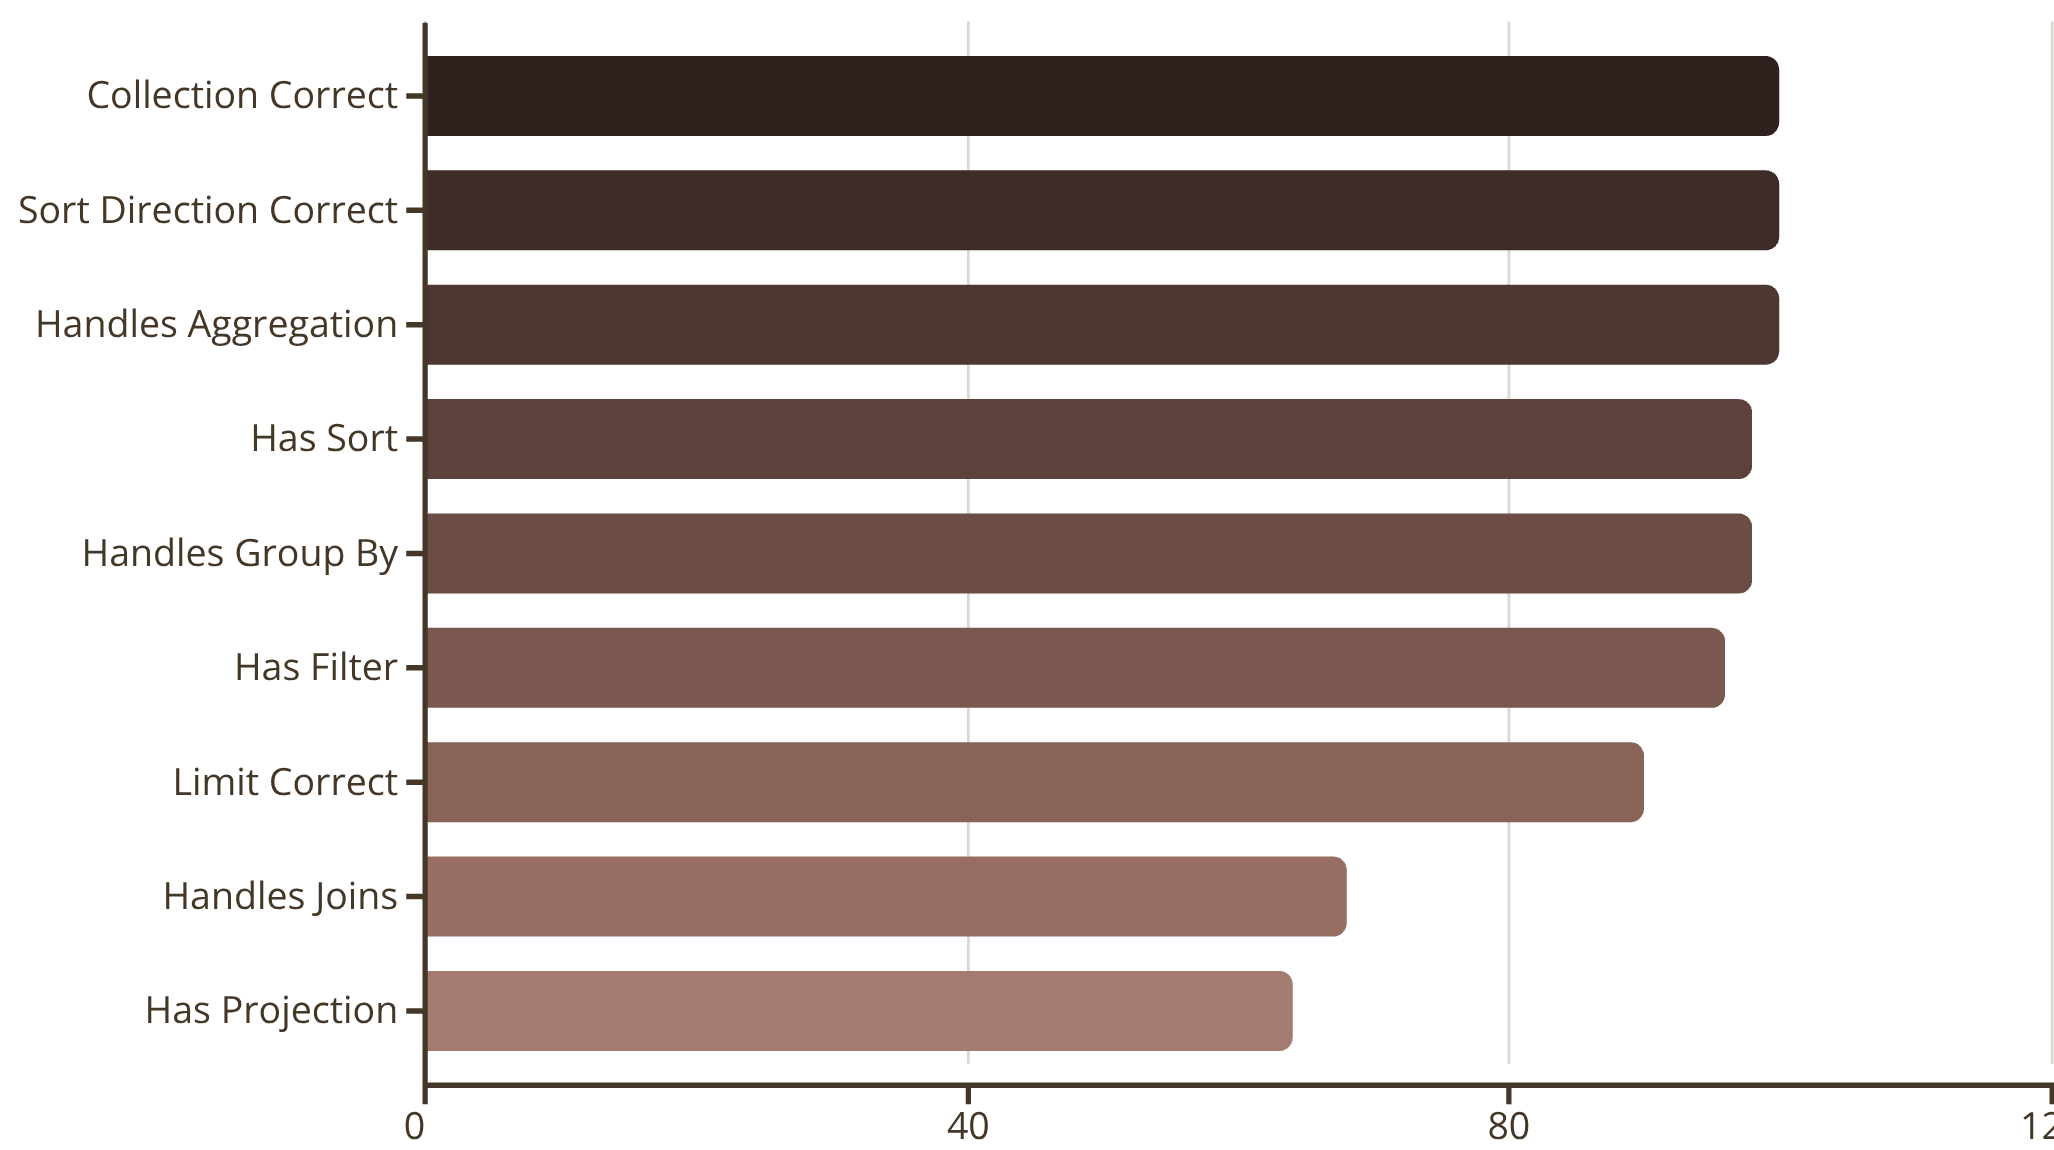 Collection Correct
Sort Direction Correct
Handles Aggregation
Has Sort
Handles Group By
Has Filter
Limit Correct
Handles Joins
Has Projection
0 40 80